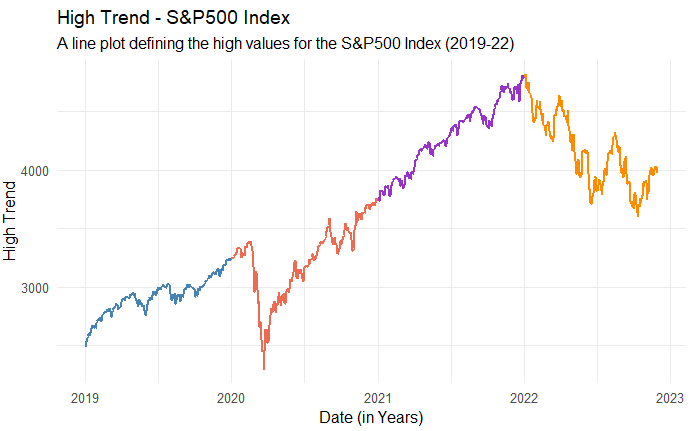 High Trend - S&P500 Index
A line plot defining the high values for the S&P500 Index (2019-22)
High Trend
4000
3000
2019 2020 2021 2022 2023
Date (in Years)